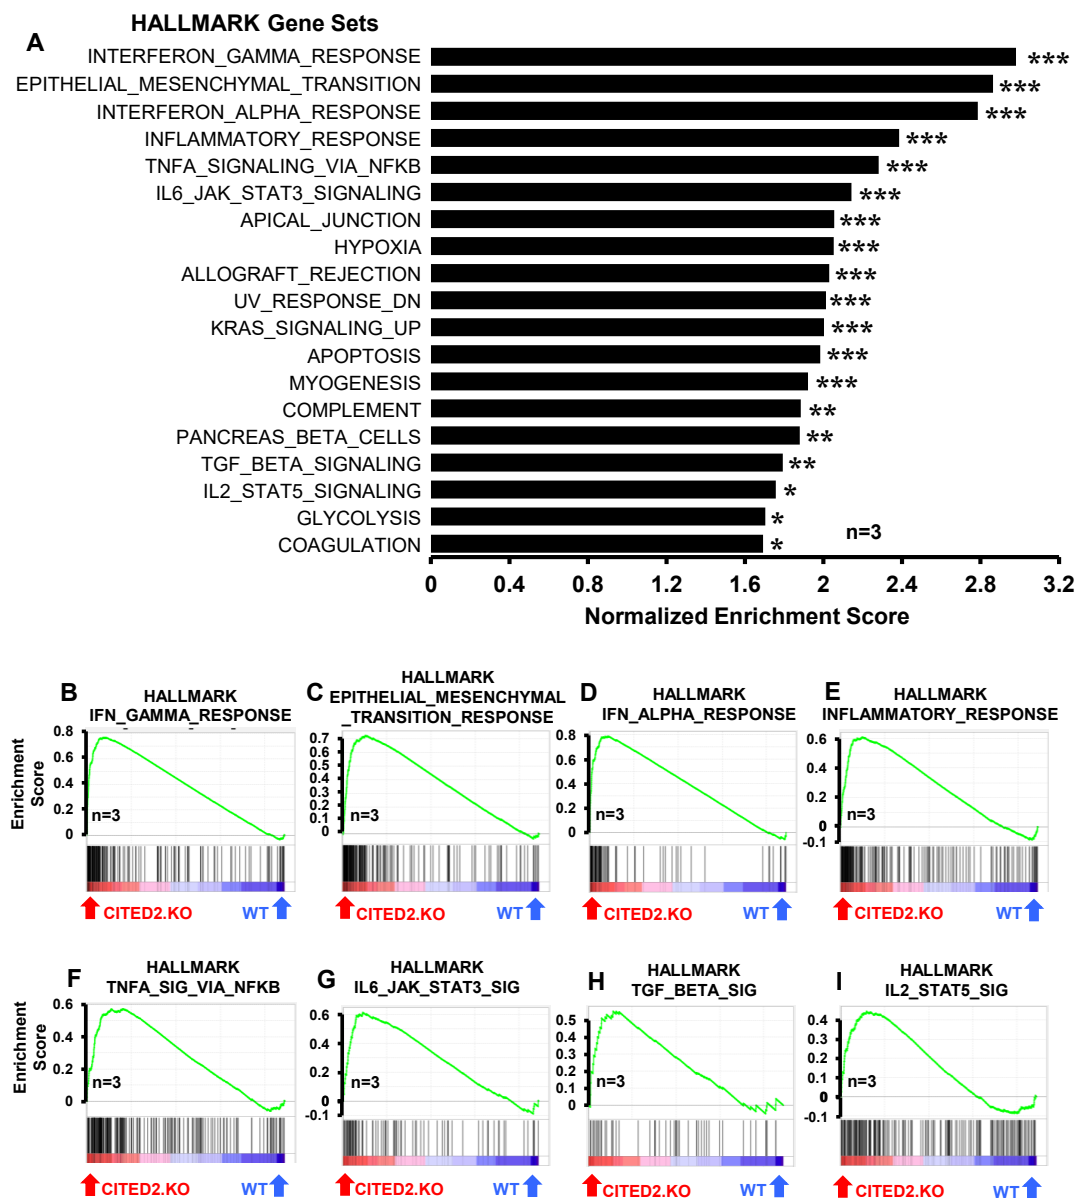 HALLMARK Gene Sets
A
INTERFERON_GAMMA_RESPONSE ***
EPITHELIAL_MESENCHYMAL_TRANSITION ***
INTERFERON_ALPHA_RESPONSE ***
INFLAMMATORY_RESPONSE ***
TNFA_SIGNALING_VIA_NFKB ***
IL6_JAK_STAT3_SIGNALING ***
APICAL_JUNCTION ***
HYPOXIA ***
ALLOGRAFT_REJECTION ***
UV_RESPONSE_DN ***
KRAS_SIGNALING_UP ***
APOPTOSIS ***
MYOGENESIS ***
COMPLEMENT **
PANCREAS_BETA_CELLS **
TGF_BETA_SIGNALING **
IL2_STAT5_SIGNALING *
GLYCOLYSIS *
n=3
COAGULATION *
0 0.4 0.8 1.2 1.6 2 2.4 2.8 3.2
Normalized Enrichment Score
B
HALLMARK
IFN_GAMMA_RESPONSE
Enrichment
Score
0.8
0.6
0.4
0.2
0
n=3
CITED2.KO WT
C
HALLMARK
EPITHELIAL_MESENCHYMAL
_TRANSITION_RESPONSE
0.7
0.6
0.5
0.4
0.3
0.2
0.1
0
n=3
CITED2.KO WT
D
HALLMARK
IFN_ALPHA_RESPONSE
0.8
0.6
0.4
0.2
0
n=3
CITED2.KO WT
E
HALLMARK
INFLAMMATORY_RESPONSE
0.6
0.4
0.2
0
-0.1
n=3
CITED2.KO WT
F
HALLMARK
TNFA_SIG_VIA_NFKB
Enrichment
Score
0.6
0.4
0.2
0
n=3
CITED2.KO WT
G
HALLMARK
IL6_JAK_STAT3_SIG
0.6
0.4
0.2
0
-0.1
n=3
CITED2.KO WT
H
HALLMARK
TGF_BETA_SIG
0.5
0.4
0.3
0.2
0.1
0
n=3
CITED2.KO WT
I
HALLMARK
IL2_STAT5_SIG
0.4
0.3
0.2
0.1
0
-0.1
n=3
CITED2.KO WT